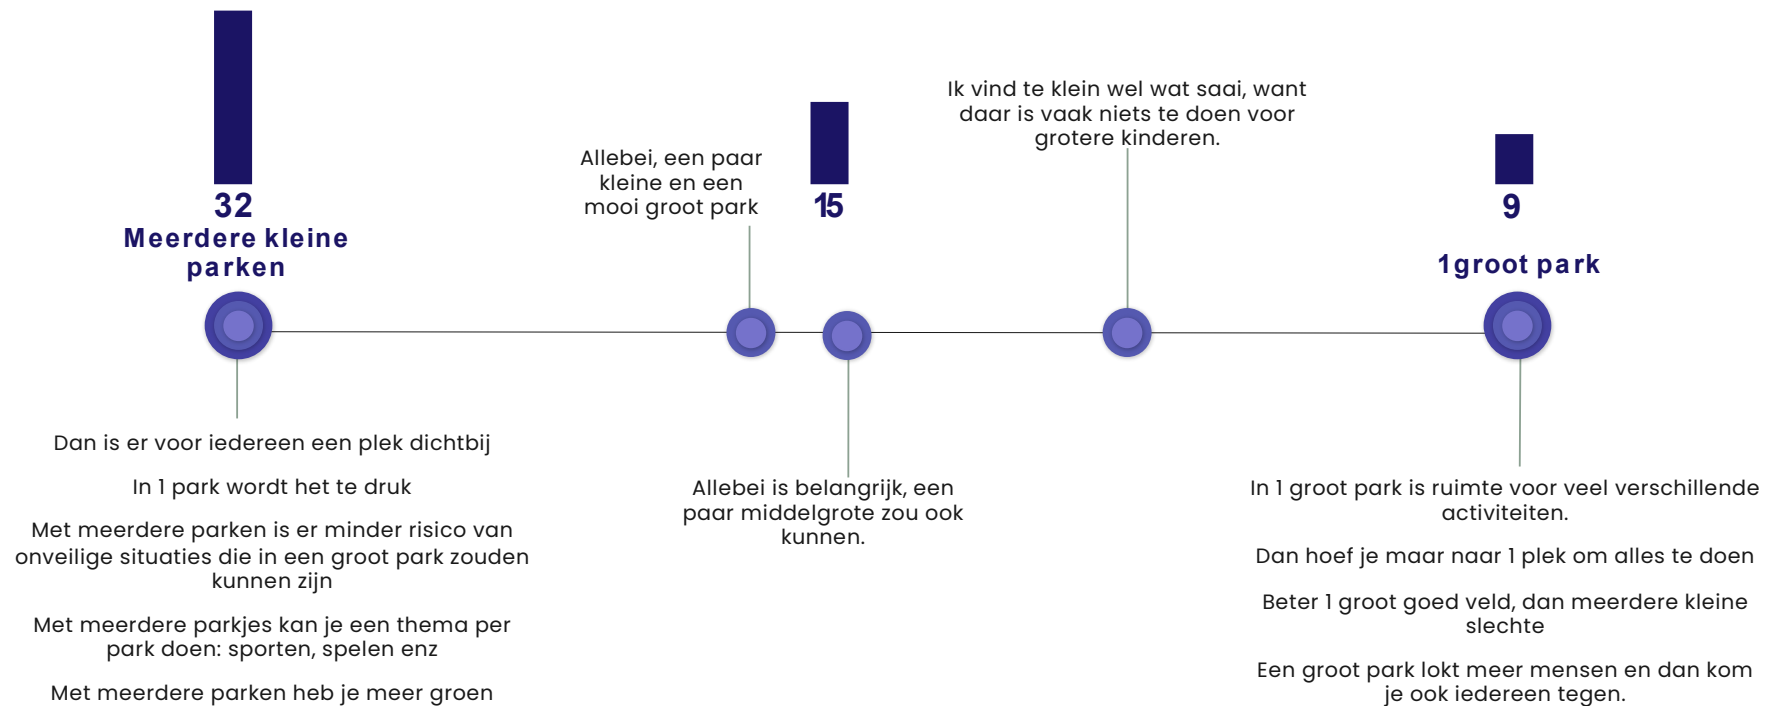 32
Meerdere kleine
parken
Dan is er voor iedereen een plek dichtbij
In 1 park wordt het te druk
Met meerdere parken is er minder risico van
onveilige situaties die in een groot park zouden
kunnen zijn
Met meerdere parkjes kan je een thema per
park doen: sporten, spelen enz
Met meerdere parken heb je meer groen
Allebei, een paar
kleine en een
mooi groot park
15
Allebei is belangrijk, een
paar middelgrote zou ook
kunnen.
Ik vind te klein wel wat saai, want
daar is vaak niets te doen voor
grotere kinderen.
9
1 groot park
In 1 groot park is ruimte voor veel verschillende
activiteiten.
Dan hoef je maar naar 1 plek om alles te doen
Beter 1 groot goed veld, dan meerdere kleine
slechte
Een groot park lokt meer mensen en dan kom
je ook iedereen tegen.